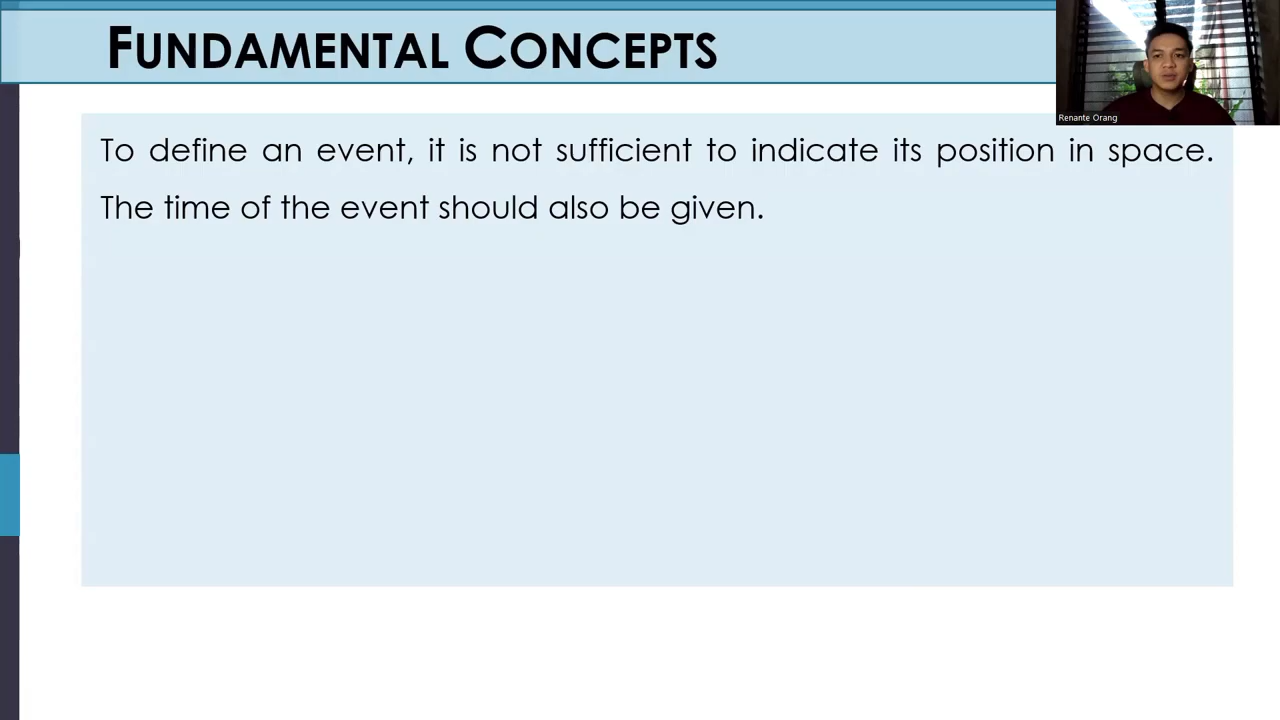 FUNDAMENTAL CONCEPTS
Renante Orang
To define an event, it is not sufficient to indicate its position in space.
The time of the event should also be given.